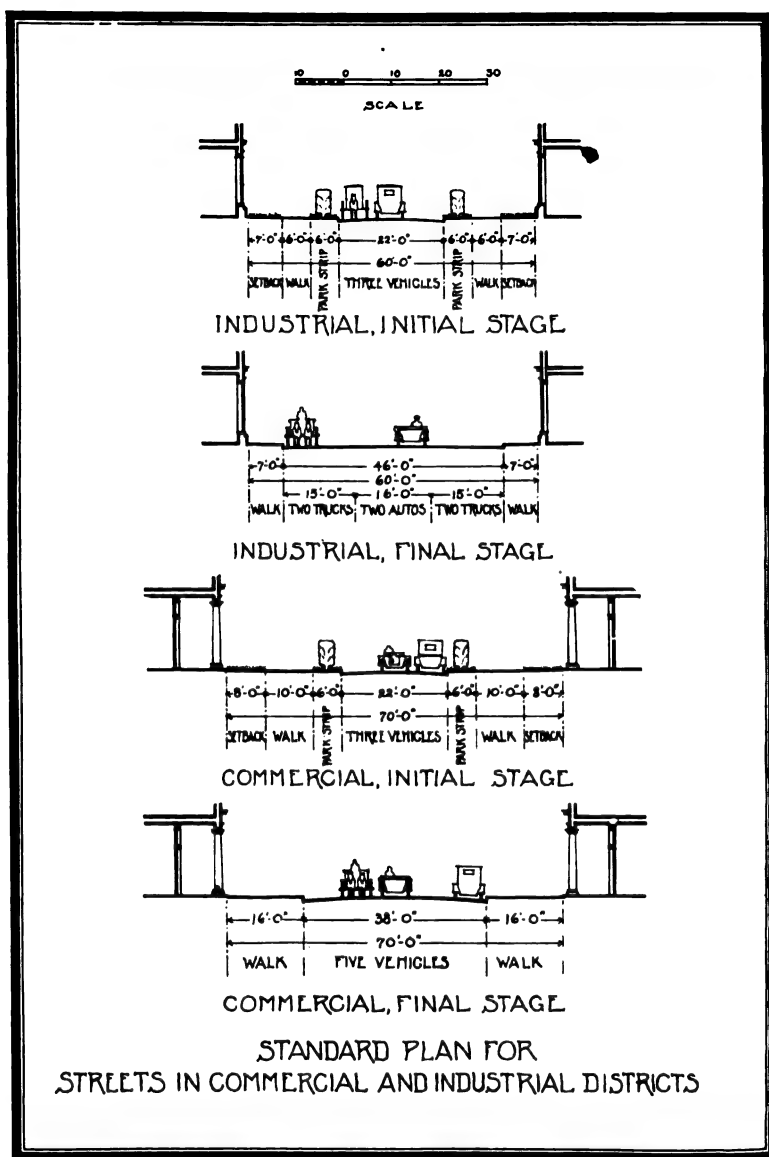 10 0 10 20 30
SCALE
7'-0" 6'-0" 6'-0" 22'-0" 6'-0" 6'-0" 7'-0"
60'-0"
SETBACK WALK PARK STRIP THREE VEHICLES PARK STRIP WALK SETBACK
INDUSTRIAL, INITIAL STAGE
7'-0" 46'-0" 7'-0"
60'-0"
15'-0" 16'-0" 15'-0"
WALK TWO TRUCKS TWO AUTOS TWO TRUCKS WALK
INDUSTRIAL, FINAL STAGE
8'-0" 10'-0" 6'-0" 22'-0" 6'-0" 10'-0" 8'-0"
70'-0"
SETBACK WALK PARK STRIP THREE VEHICLES PARK STRIP WALK SETBACK
COMMERCIAL, INITIAL STAGE
16'-0" 38'-0" 16'-0"
70'-0"
WALK FIVE VEHICLES WALK
COMMERCIAL, FINAL STAGE
STANDARD PLAN FOR
STREETS IN COMMERCIAL AND INDUSTRIAL DISTRICTS